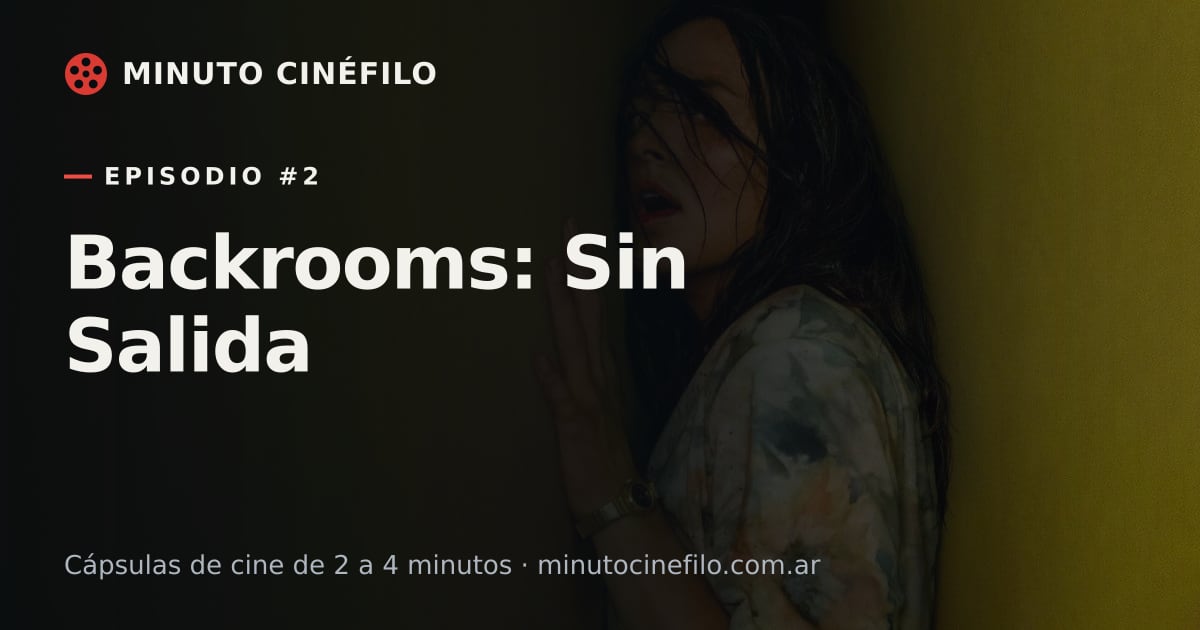 MINUTO CINÉFILO
EPISODIO #2
Backrooms: Sin
Salida
Cápsulas de cine de 2 a 4 minutos · minutocinefilo.com.ar